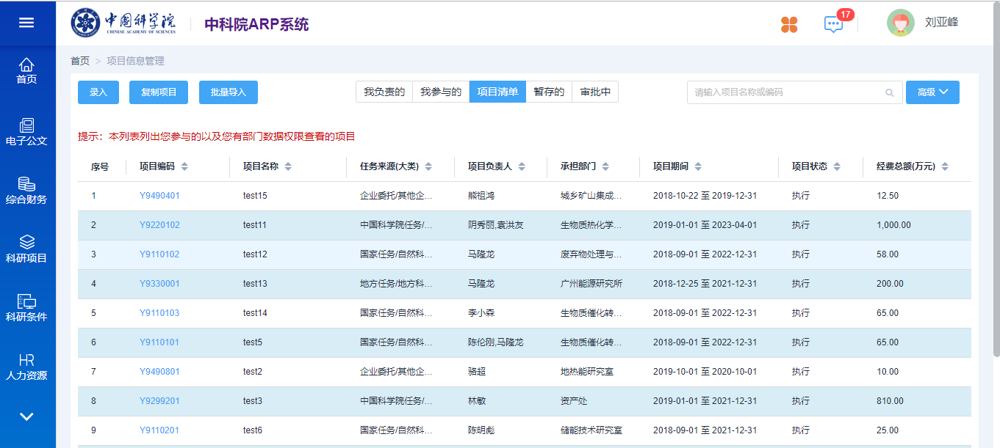 中国科学院
CHINESE ACADEMY OF SCIENCES
中科院ARP系统
17
刘亚峰
首页
电子公文
综合财务
科研项目
科研条件
HR
人力资源
首页 > 项目信息管理
录入 复制项目 批量导入 我负责的 我参与的 项目清单 暂存的 审批中 请输入项目名称或编码 高级
提示：本列表列出您参与的以及您有部门数据权限查看的项目
序号 项目编码 项目名称 任务来源(大类) 项目负责人 承担部门 项目期间 项目状态 经费总额(万元)
1 Y9490401 test15 企业委托/其他企... 熊祖鸿 城乡矿山集成... 2018-10-22 至 2019-12-31 执行 12.50
2 Y9220102 test11 中国科学院任务/... 阴秀丽,袁洪友 生物质热化学... 2019-01-01 至 2023-04-01 执行 1,000.00
3 Y9110102 test12 国家任务/自然科... 马隆龙 废弃物处理与... 2018-09-01 至 2022-12-31 执行 58.00
4 Y9330001 test13 地方任务/地方科... 马隆龙 广州能源研究所 2018-12-25 至 2021-12-31 执行 200.00
5 Y9110103 test14 国家任务/自然科... 李小森 生物质催化转... 2018-09-01 至 2022-12-31 执行 65.00
6 Y9110101 test5 国家任务/自然科... 陈伦刚,马隆龙 生物质催化转... 2018-09-01 至 2022-12-31 执行 65.00
7 Y9490801 test2 企业委托/其他企... 骆超 地热能研究室 2019-10-01 至 2020-10-01 执行 10.00
8 Y9299201 test3 中国科学院任务/... 林敏 资产处 2019-01-01 至 2021-12-31 执行 810.00
9 Y9110201 test6 国家任务/自然科... 陈明彪 储能技术研究室 2018-09-01 至 2021-12-31 执行 25.00